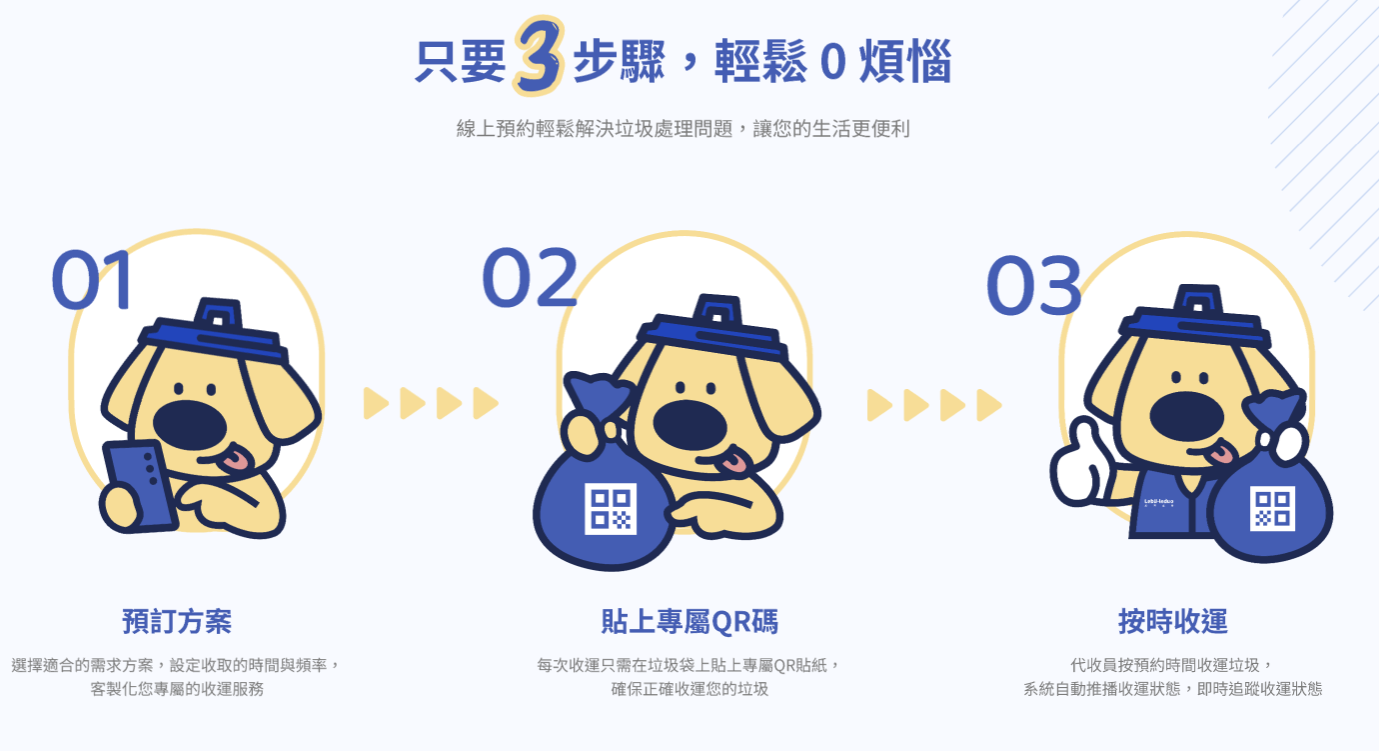 只要3步驟，輕鬆 0 煩惱
線上預約輕鬆解決垃圾處理問題，讓您的生活更便利
01
02
03
預訂方案
選擇適合的需求方案，設定收取的時間與頻率，
客製化您專屬的收運服務
貼上專屬QR碼
每次收運只需在垃圾袋上貼上專屬QR貼紙，
確保正確收運您的垃圾
按時收運
代收員按預約時間收運垃圾，
系統自動推播收運狀態，即時追蹤收運狀態